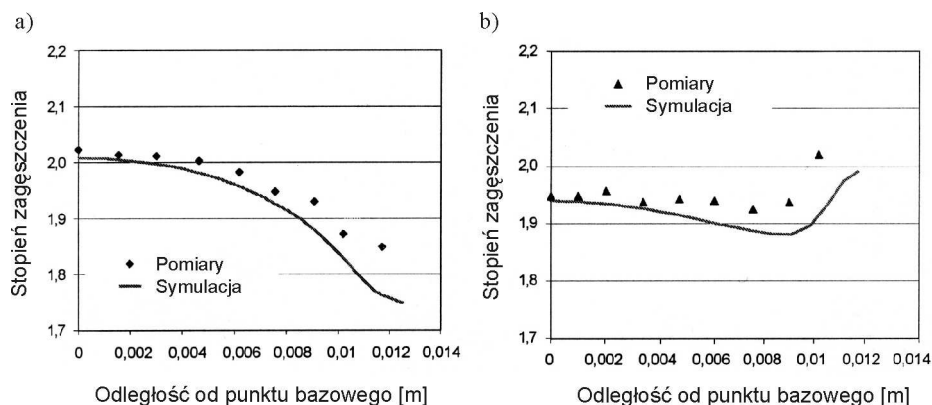 a)
Stopień zagęszczenia
2,2
2,1
2,0
1,9
1,8
1,7
Pomiary
Symulacja
0 0,002 0,004 0,006 0,008 0,01 0,012 0,014
Odległość od punktu bazowego [m]
b)
Stopień zagęszczenia
2,2
2,1
2,0
1,9
1,8
1,7
Pomiary
Symulacja
0 0,002 0,004 0,006 0,008 0,01 0,012 0,014
Odległość od punktu bazowego [m]